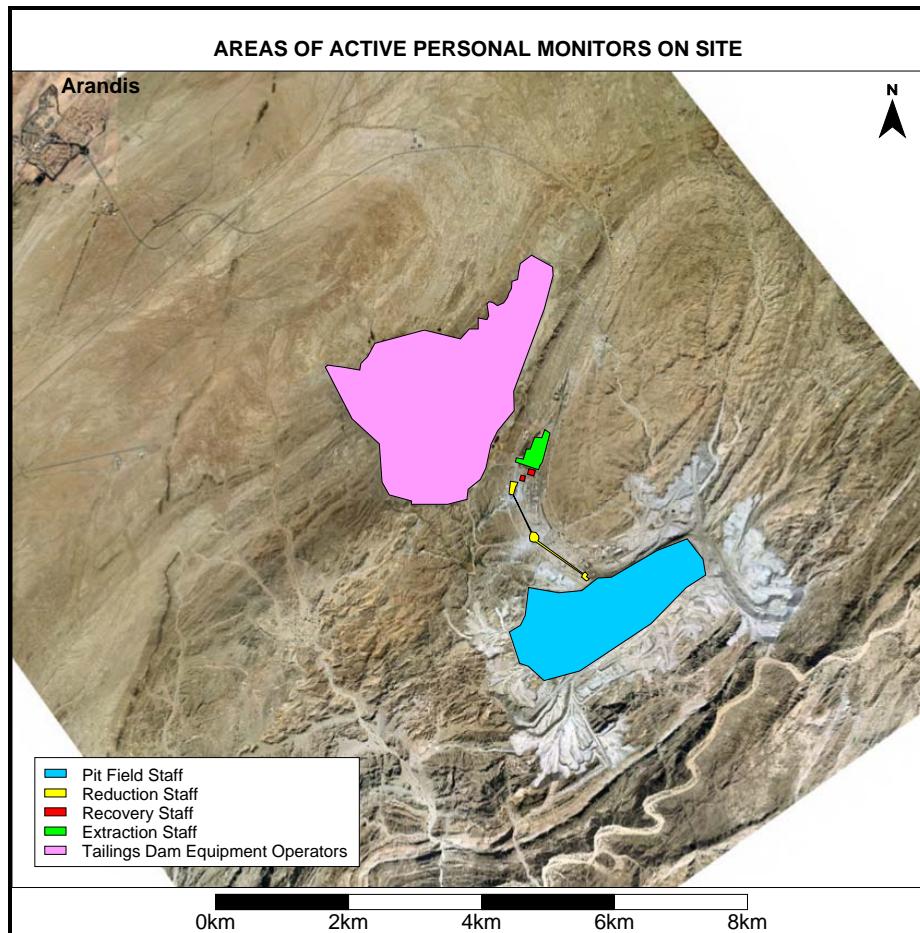 AREAS OF ACTIVE PERSONAL MONITORS ON SITE
Arandis
N
Pit Field Staff
Reduction Staff
Recovery Staff
Extraction Staff
Tailings Dam Equipment Operators
0km 2km 4km 6km 8km